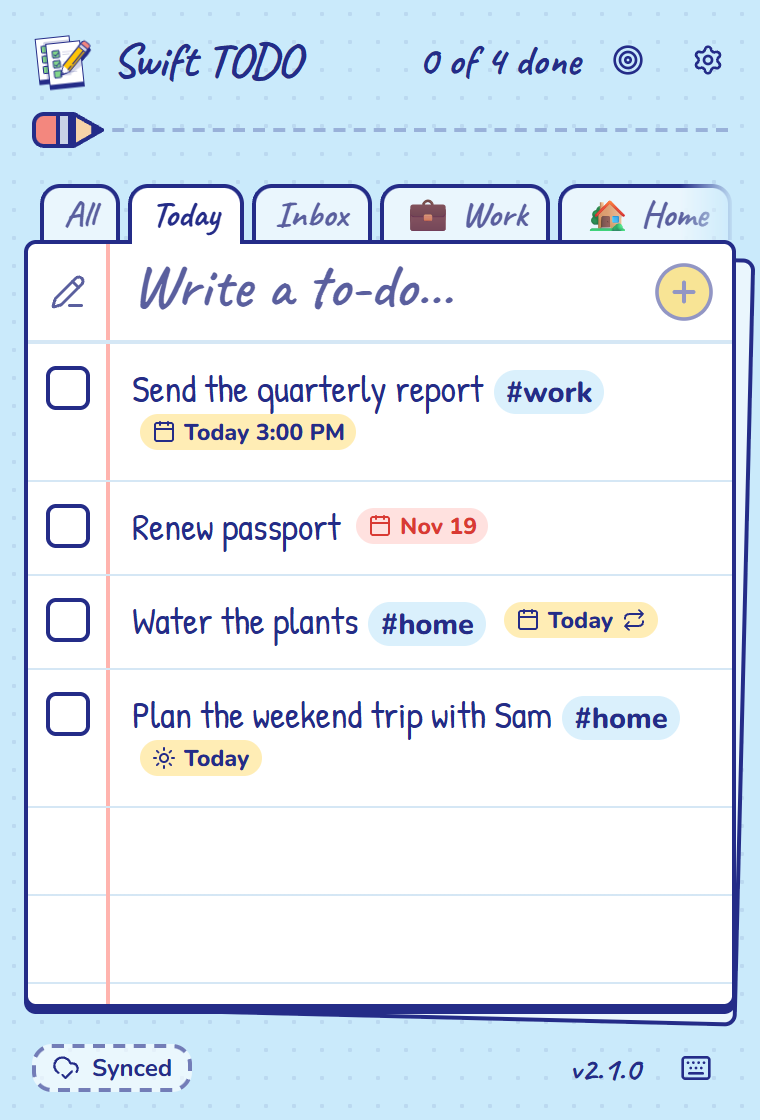 Swift TODO 0 of 4 done
All Today Inbox Work Home
Write a to-do...
Send the quarterly report #work
Today 3:00 PM
Renew passport Nov 19
Water the plants #home Today
Plan the weekend trip with Sam #home
Today
Synced v2.1.0